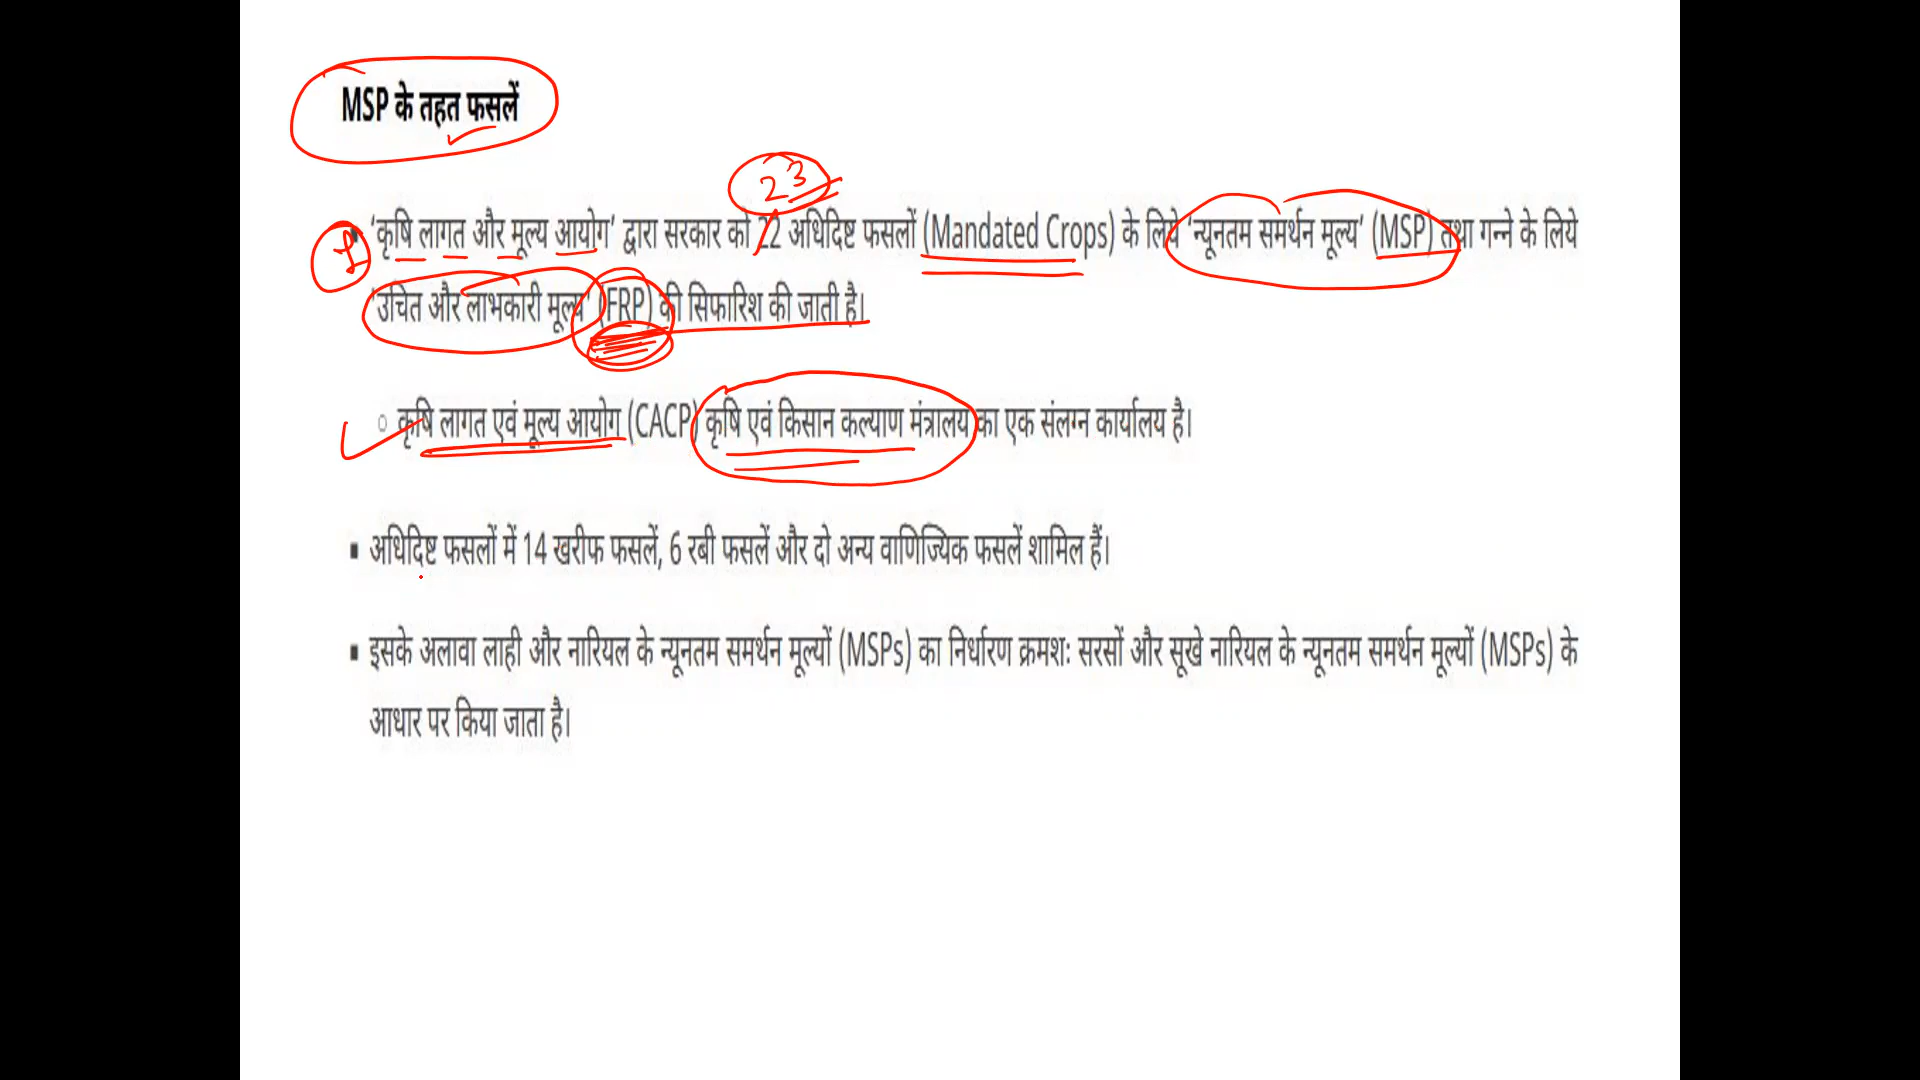 MSP के तहत फसलें
23
'कृषि लागत और मूल्य आयोग' द्वारा सरकार को 22 अधिदिष्ट फसलों (Mandated Crops) के लिये 'न्यूनतम समर्थन मूल्य' (MSP) तथा गन्ने के लिये
'उचित और लाभकारी मूल्य' (FRP) की सिफारिश की जाती है।
कृषि लागत एवं मूल्य आयोग (CACP) कृषि एवं किसान कल्याण मंत्रालय का एक संलग्न कार्यालय है।
अधिदिष्ट फसलों में 14 खरीफ फसलें, 6 रबी फसलें और दो अन्य वाणिज्यिक फसलें शामिल हैं।
इसके अलावा लाही और नारियल के न्यूनतम समर्थन मूल्यों (MSPs) का निर्धारण क्रमश: सरसों और सूखे नारियल के न्यूनतम समर्थन मूल्यों (MSPs) के
आधार पर किया जाता है।